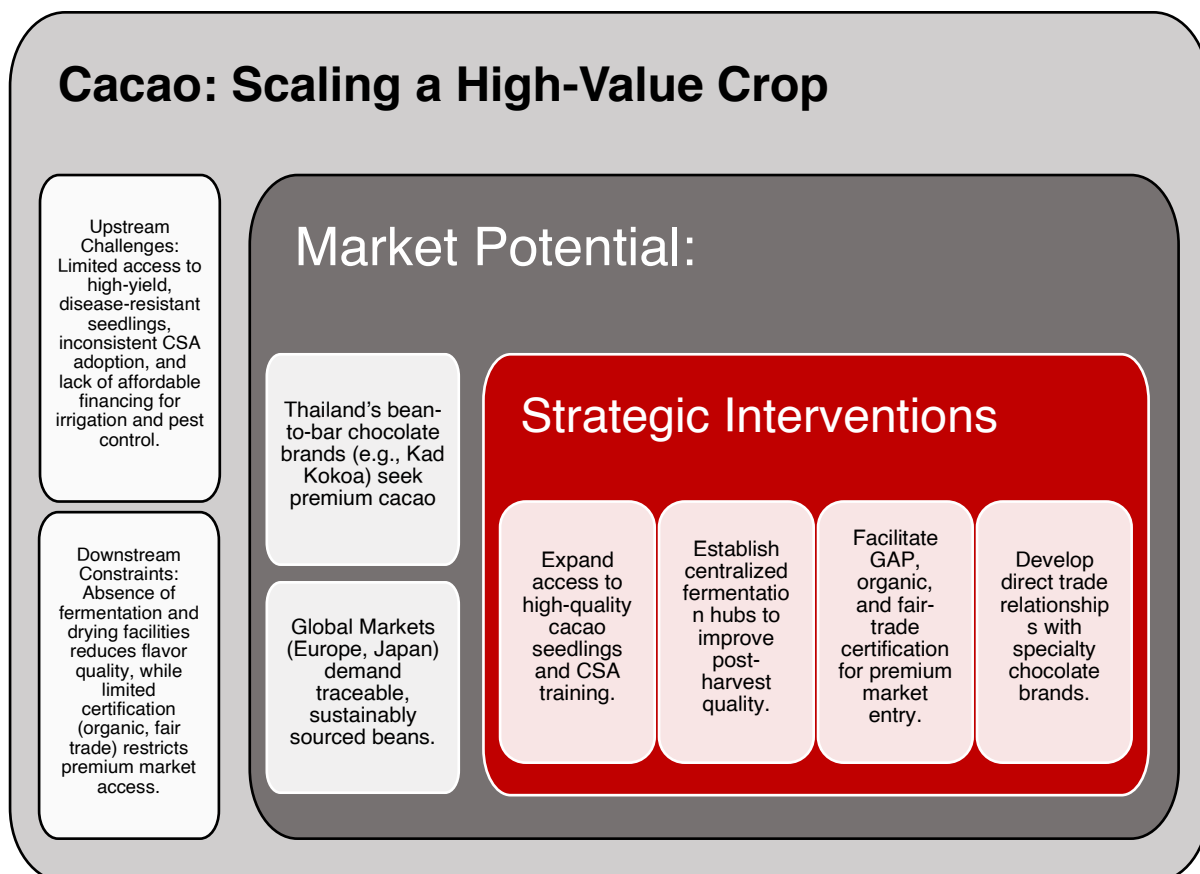 Cacao: Scaling a High-Value Crop
Upstream
Challenges:
Limited access to
high-yield,
disease-resistant
seedlings,
inconsistent CSA
adoption, and
lack of affordable
financing for
irrigation and pest
control.
Downstream
Constraints:
Absence of
fermentation and
drying facilities
reduces flavor
quality, while
limited
certification
(organic, fair
trade) restricts
premium market
access.
Market Potential:
Thailand’s bean-
to-bar chocolate
brands (e.g., Kad
Kokoa) seek
premium cacao
Global Markets
(Europe, Japan)
demand
traceable,
sustainably
sourced beans.
Strategic Interventions
Expand
access to
high-quality
cacao
seedlings
and CSA
training.
Establish
centralized
fermentatio
n hubs to
improve
post-
harvest
quality.
Facilitate
GAP,
organic,
and fair-
trade
certification
for premium
market
entry.
Develop
direct trade
relationship
s with
specialty
chocolate
brands.